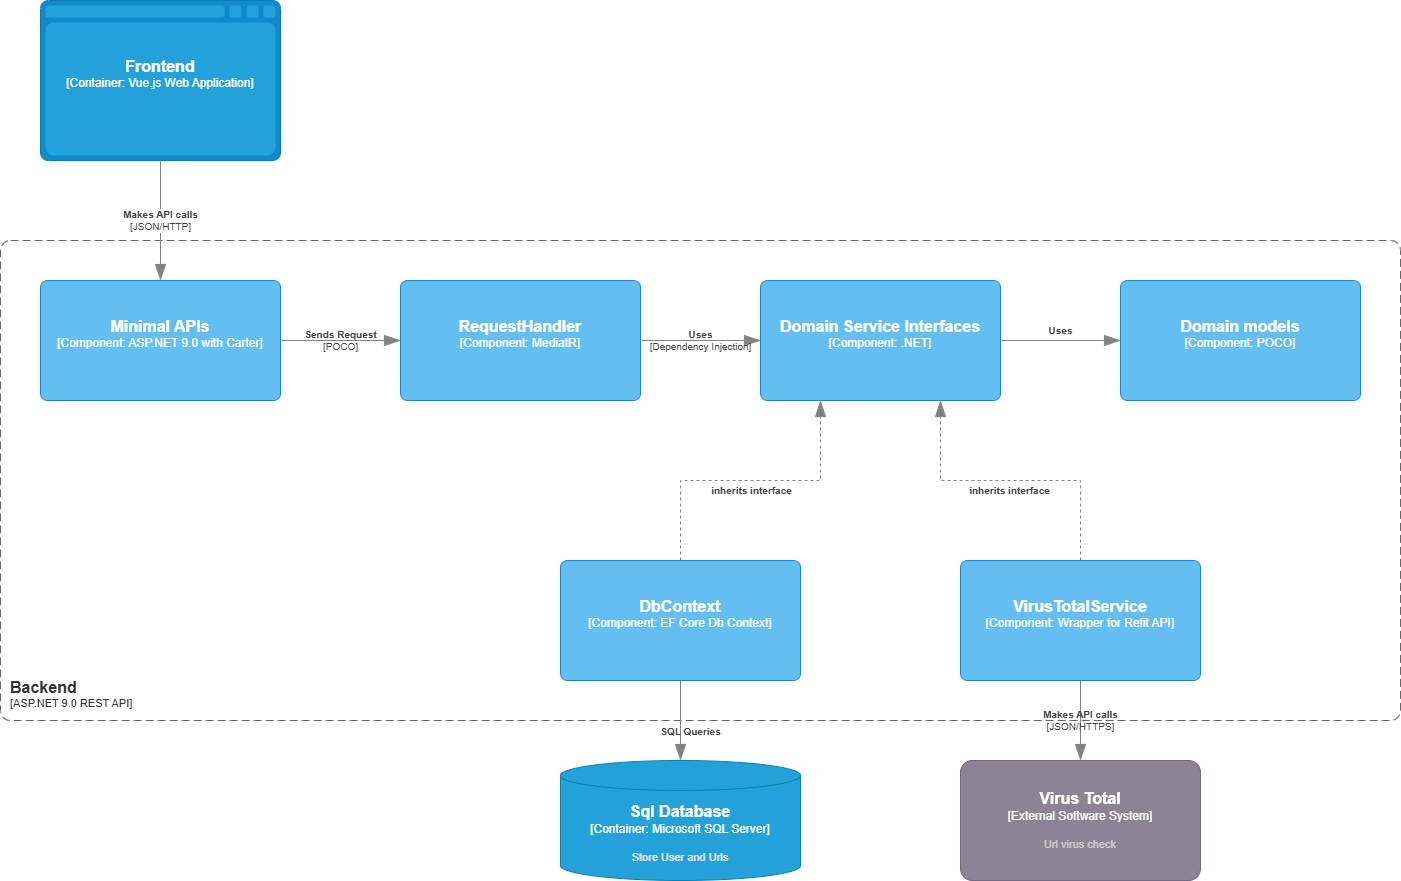 Frontend
[Container: Vue.js Web Application]
Makes API calls
[JSON/HTTP]
Minimal APIs
[Component: ASP.NET 9.0 with Carter]
Sends Request
[POCO]
RequestHandler
[Component: MediatR]
Uses
[Dependency Injection]
Domain Service Interfaces
[Component: .NET]
Uses
Domain models
[Component: POCO]
inherits interface
inherits interface
DbContext
[Component: EF Core Db Context]
VirusTotalService
[Component: Wrapper for Refit API]
Backend
[ASP.NET 9.0 REST API]
SQL Queries
Makes API calls
[JSON/HTTPS]
Sql Database
[Container: Microsoft SQL Server]
Store User and Urls
Virus Total
[External Software System]
Url virus check